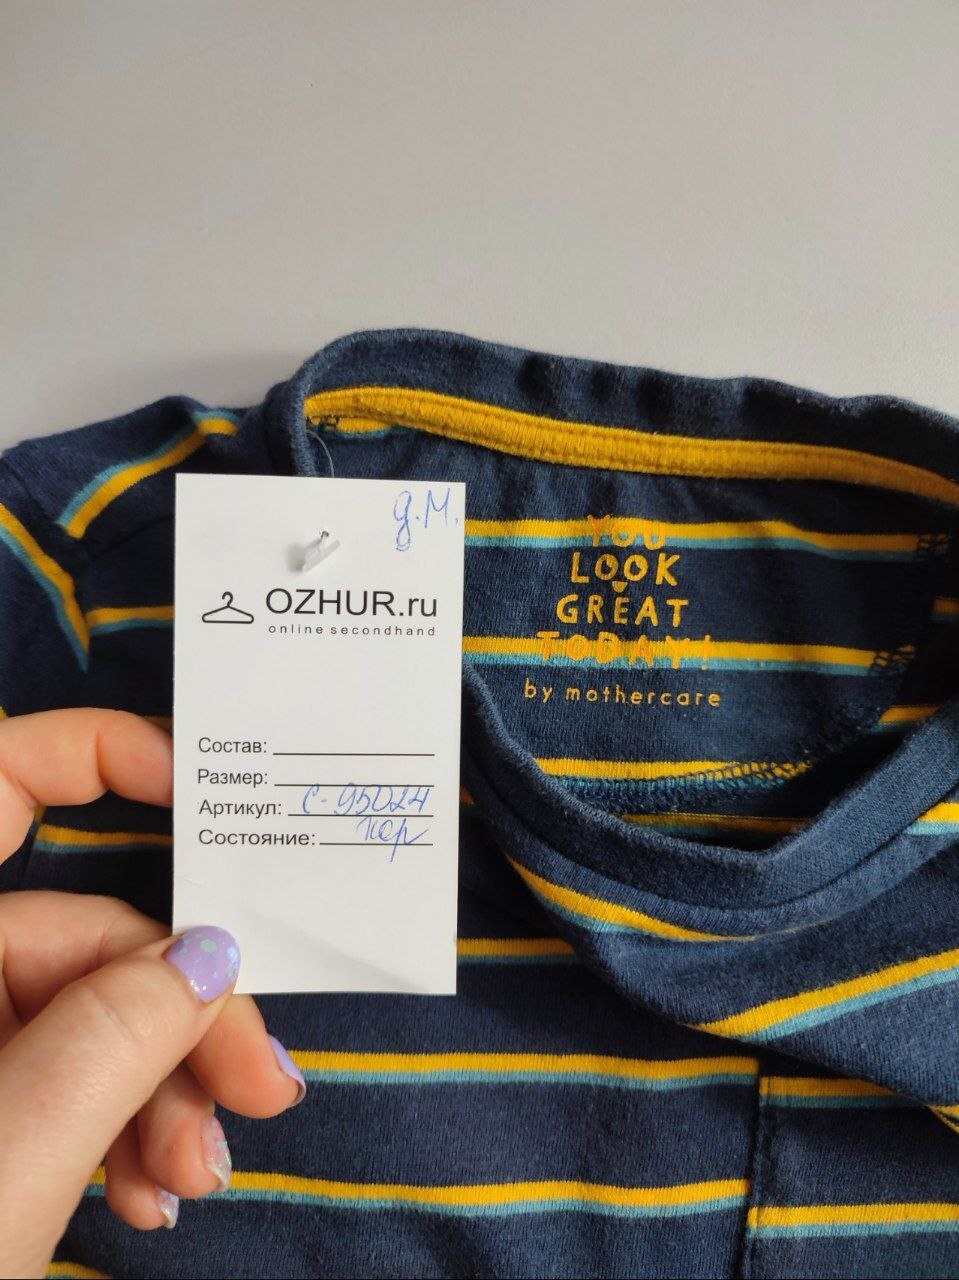 д.М.
OZHUR.ru
online secondhand
Состав:
Размер:
Артикул: С-95024
Состояние: хор
YOU
LOOK
GREAT
TODAY!
by mothercare